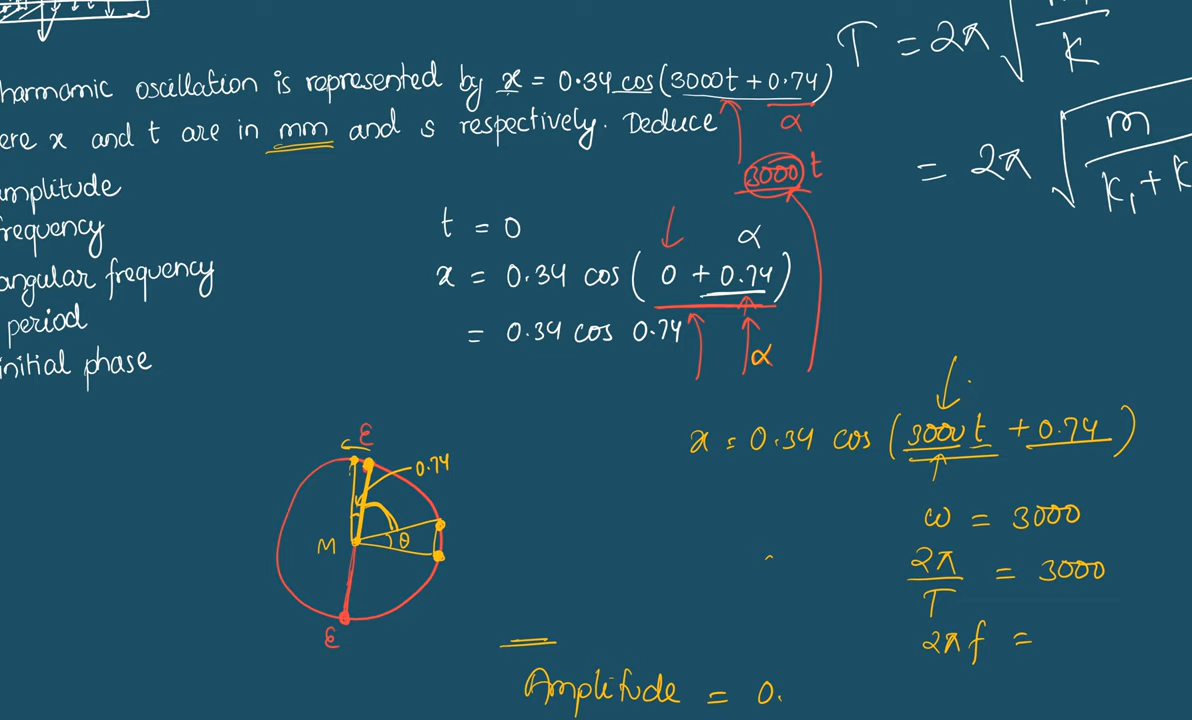 harmonic oscillation is represented by x = 0.34 cos(3000t + 0.74)
α
ere x and t are in mm and s respectively. Deduce
3000 t
amplitude
requency
angular frequency
period
initial phase
T = 2π√ k
= 2π√ m / k₁ + k
t = 0
α
x = 0.34 cos ( 0 + 0.74 )
= 0.34 cos 0.74
α
x = 0.34 cos (3000 t + 0.74 )
ω = 3000
2π / T = 3000
2πf =
E
0.74
M θ
E
Amplitude = 0.